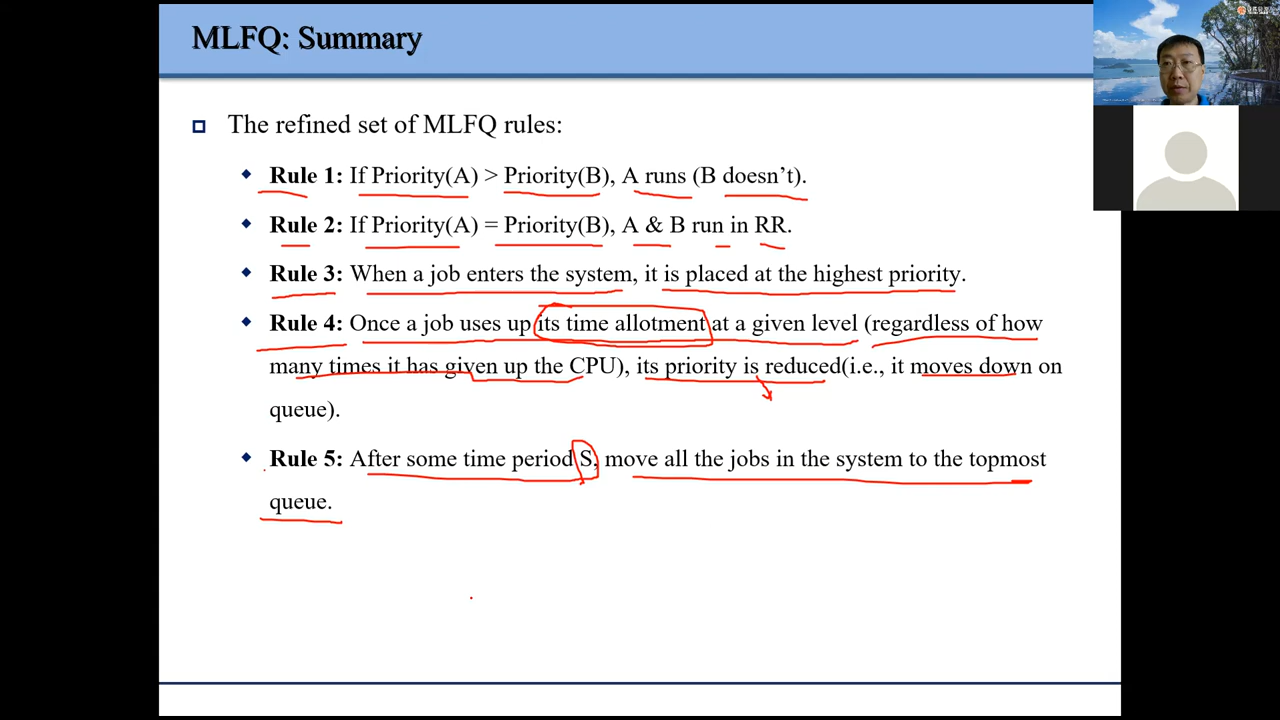 MLFQ: Summary
The refined set of MLFQ rules:
Rule 1: If Priority(A) > Priority(B), A runs (B doesn't).
Rule 2: If Priority(A) = Priority(B), A & B run in RR.
Rule 3: When a job enters the system, it is placed at the highest priority.
Rule 4: Once a job uses up its time allotment at a given level (regardless of how
many times it has given up the CPU), its priority is reduced(i.e., it moves down on
queue).
Rule 5: After some time period S, move all the jobs in the system to the topmost
queue.